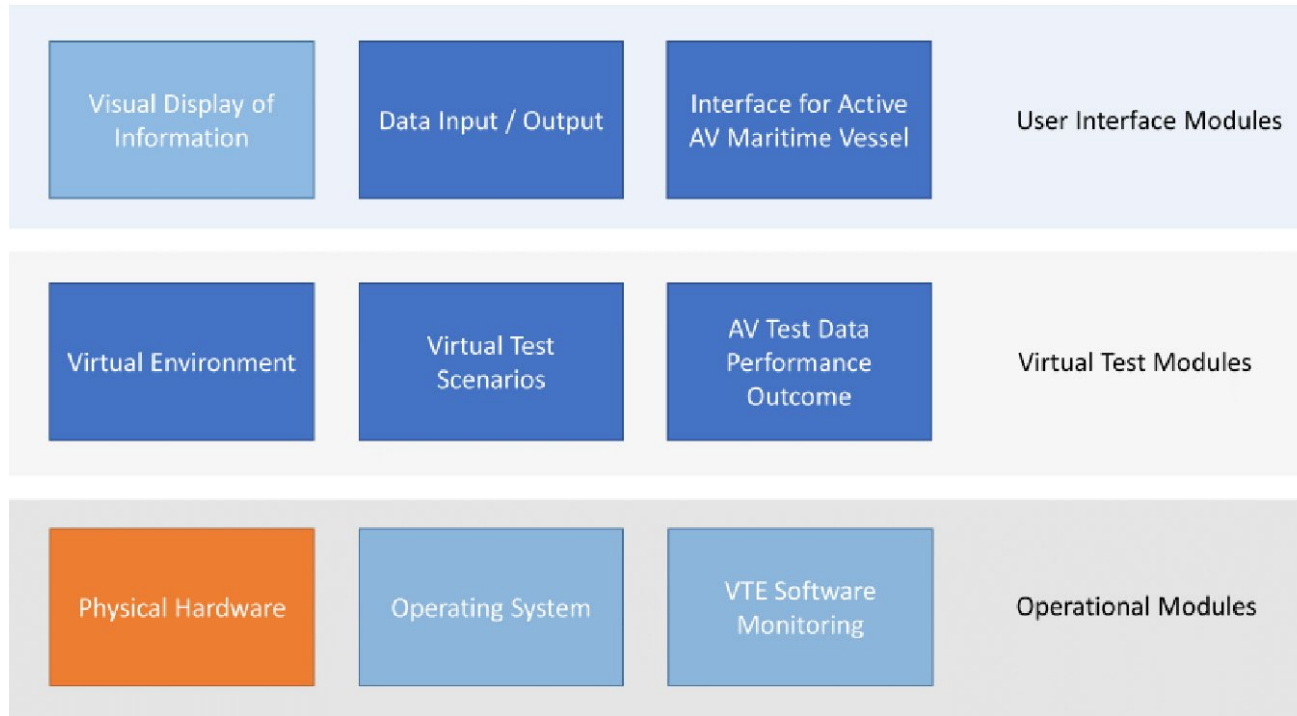 Visual Display of
Information
Data Input / Output
Interface for Active
AV Maritime Vessel
User Interface Modules
Virtual Environment
Virtual Test
Scenarios
AV Test Data
Performance
Outcome
Virtual Test Modules
Physical Hardware
Operating System
VTE Software
Monitoring
Operational Modules